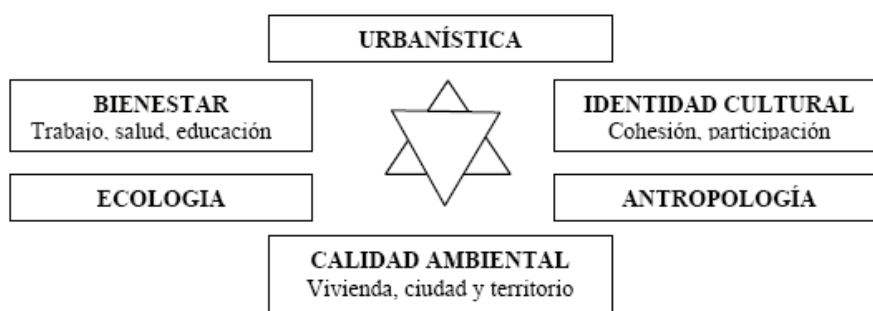 URBANÍSTICA
BIENESTAR
Trabajo, salud, educación
IDENTIDAD CULTURAL
Cohesión, participación
ECOLOGIA
ANTROPOLOGÍA
CALIDAD AMBIENTAL
Vivienda, ciudad y territorio